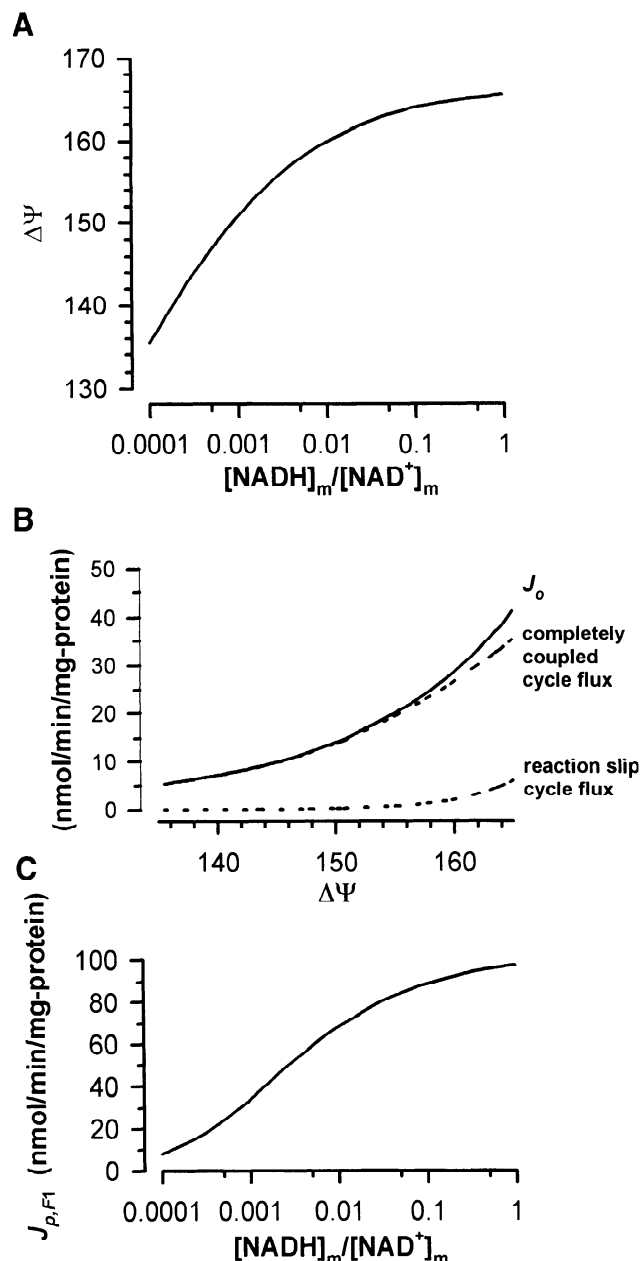 A
170
160
150
140
130
ΔΨ
0.0001 0.001 0.01 0.1 1
[NADH]m/[NAD+]m
B
(nmol/min/mg-protein)
50
40
30
20
10
0
Jo
completely
coupled
cycle flux
reaction slip
cycle flux
140 150 160
ΔΨ
C
Jp,F1 (nmol/min/mg-protein)
100
80
60
40
20
0
0.0001 0.001 0.01 0.1 1
[NADH]m/[NAD+]m